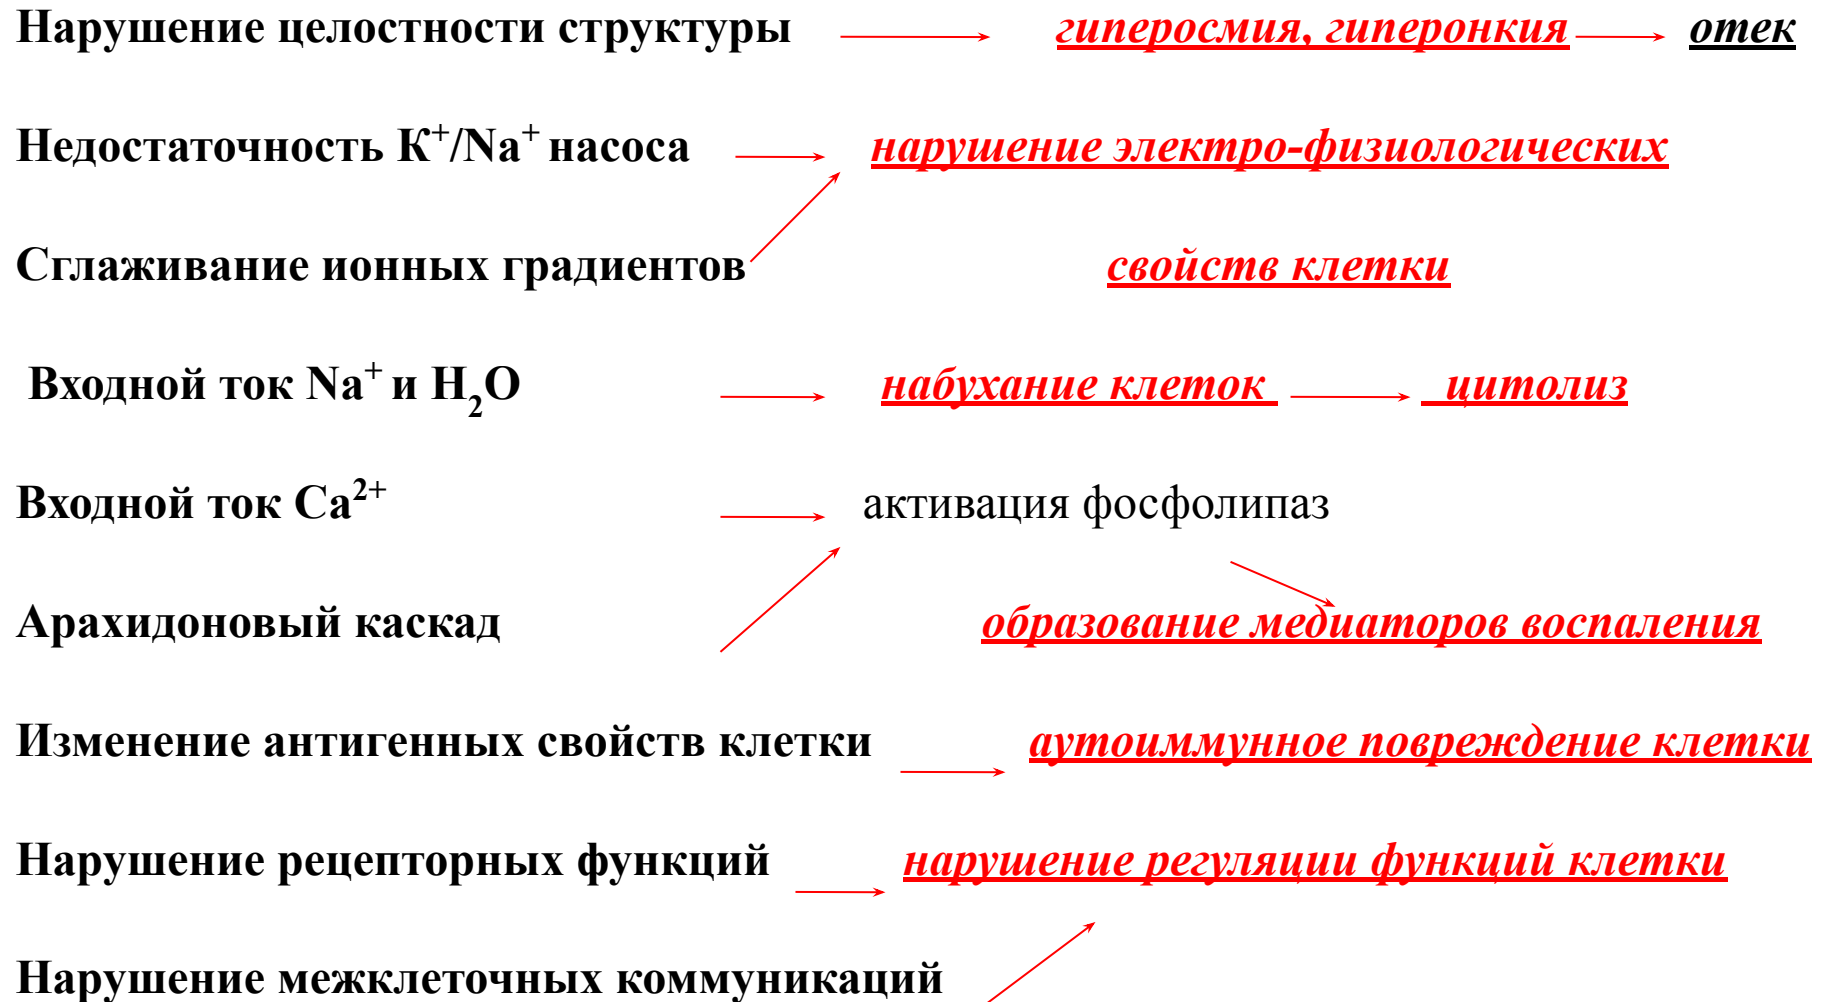 Нарушение целостности структуры гиперосмия, гиперонкия отек
Недостаточность К⁺/Na⁺ насоса нарушение электро-физиологических
Сглаживание ионных градиентов свойств клетки
Входной ток Na⁺ и H₂O набухание клеток цитолиз
Входной ток Ca²⁺ активация фосфолипаз
Арахидоновый каскад образование медиаторов воспаления
Изменение антигенных свойств клетки аутоиммунное повреждение клетки
Нарушение рецепторных функций нарушение регуляции функций клетки
Нарушение межклеточных коммуникаций